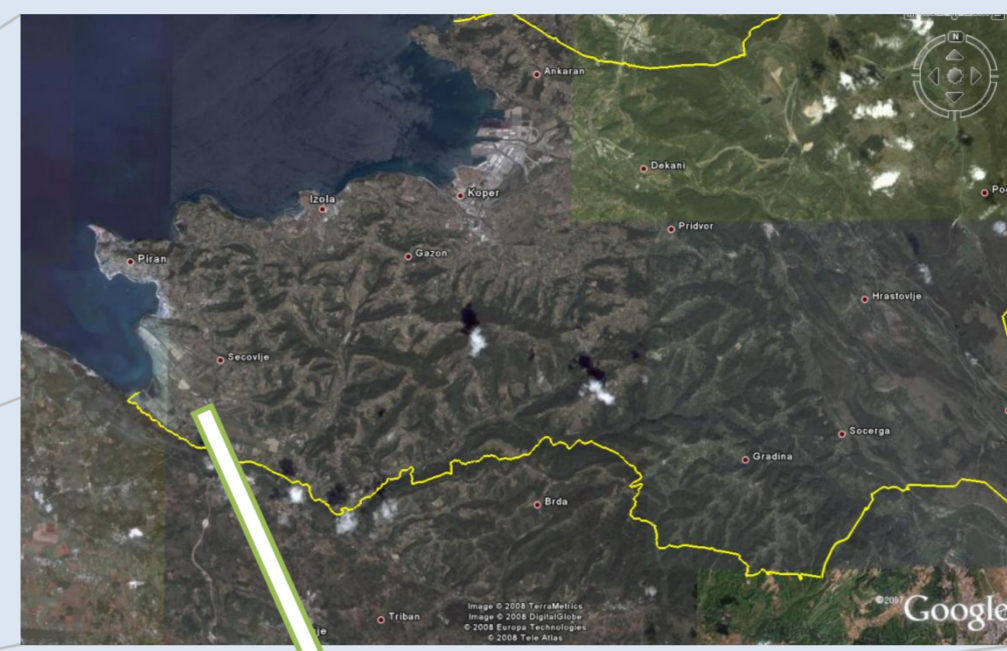 N
Ankaran
Dekani
Koper
Izola
Pridvor
Gazon
Piran
Hrastovlje
Secovlje
Socerga
Gradina
Brda
Triban
Image © 2008 TerraMetrics
Image © 2008 DigitalGlobe
© 2008 Europa Technologies
© 2008 Tele Atlas
©2007 Google